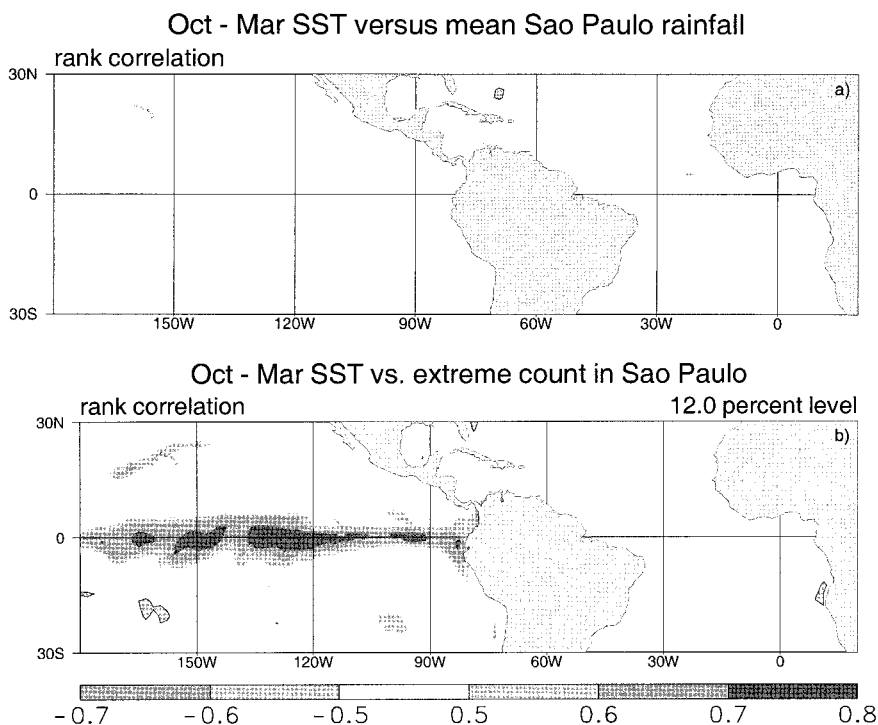 Oct - Mar SST versus mean Sao Paulo rainfall
rank correlation
30N
a)
0
30S
150W 120W 90W 60W 30W 0
Oct - Mar SST vs. extreme count in Sao Paulo
rank correlation 12.0 percent level
30N
b)
0
30S
150W 120W 90W 60W 30W 0
-0.7 -0.6 -0.5 0.5 0.6 0.7 0.8